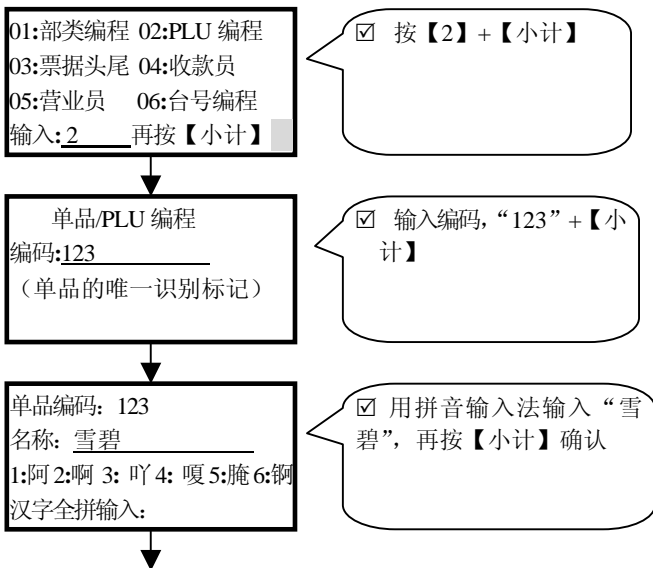 01:部类编程 02:PLU 编程
03:票据头尾 04:收款员
05:营业员 06:台号编程
输入:2 再按【小计】
☑ 按【2】+【小计】
单品/PLU 编程
编码:123
（单品的唯一识别标记）
☑ 输入编码，“123”+【小
计】
单品编码：123
名称：雪碧
1:阿 2:啊 3: 吖 4: 嗄 5:腌 6:锕
汉字全拼输入：
☑ 用拼音输入法输入“雪
碧”，再按【小计】确认